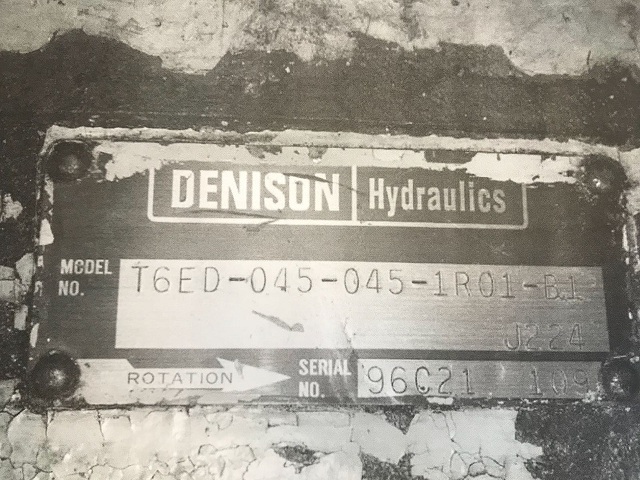 DENISON Hydraulics
MODEL NO. T6ED-045-045-1R01-B1
J224
ROTATION SERIAL NO. 96C21 109